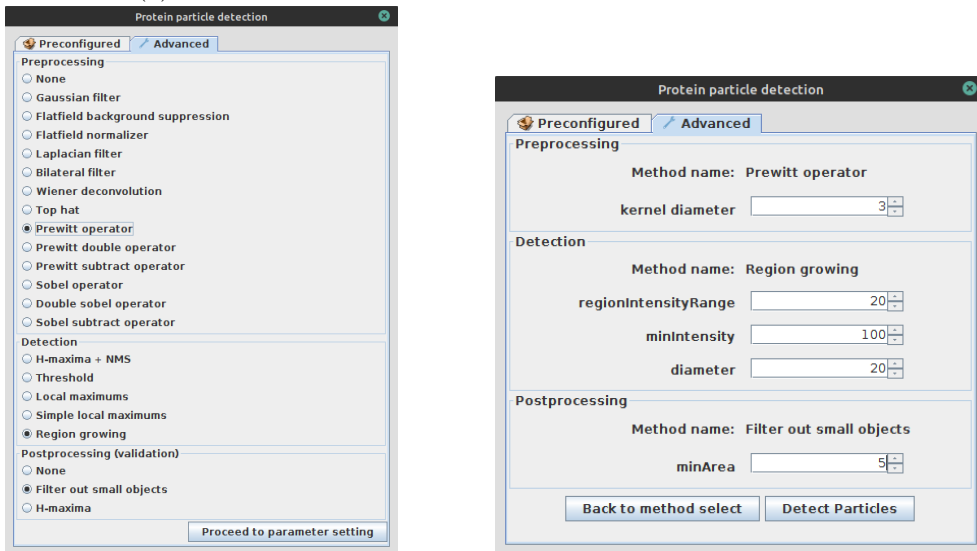 Protein particle detection
Preconfigured Advanced
Preprocessing
None
Gaussian filter
Flatfield background suppression
Flatfield normalizer
Laplacian filter
Bilateral filter
Wiener deconvolution
Top hat
Prewitt operator
Prewitt double operator
Prewitt subtract operator
Sobel operator
Double sobel operator
Sobel subtract operator
Detection
H-maxima + NMS
Threshold
Local maximums
Simple local maximums
Region growing
Postprocessing (validation)
None
Filter out small objects
H-maxima
Proceed to parameter setting
Protein particle detection
Preconfigured Advanced
Preprocessing
Method name: Prewitt operator
kernel diameter 3
Detection
Method name: Region growing
regionIntensityRange 20
minIntensity 100
diameter 20
Postprocessing
Method name: Filter out small objects
minArea 5
Back to method select Detect Particles